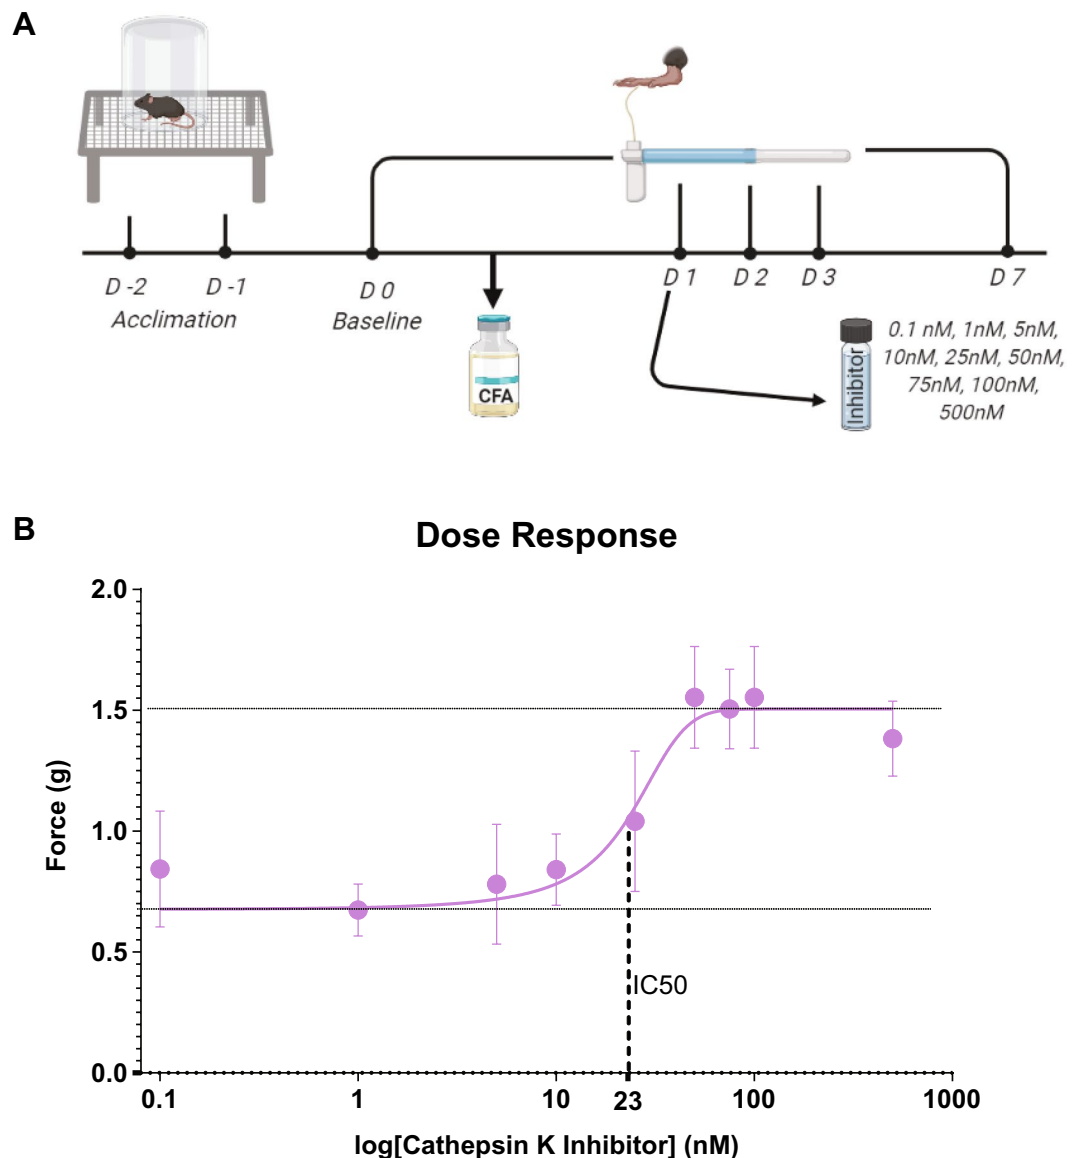 A
D -2
D -1
Acclimation
D 0
Baseline
CFA
D 1
D 2
D 3
D 7
Inhibitor
0.1 nM, 1nM, 5nM,
10nM, 25nM, 50nM,
75nM, 100nM,
500nM
B
Dose Response
Force (g)
2.0
1.5
1.0
0.5
0.0
IC50
0.1
1
10
23
100
1000
log[Cathepsin K Inhibitor] (nM)